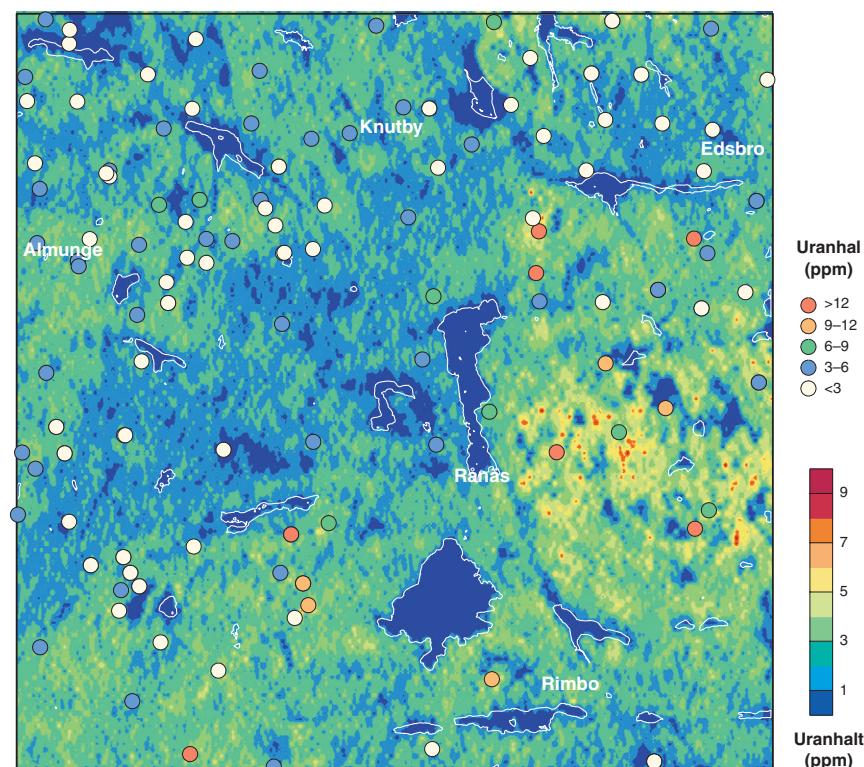 Knutby
Edsbro
Almunge
Ranäs
Rimbo
Uranhal
(ppm)
>12
9–12
6–9
3–6
<3
9
7
5
3
1
Uranhalt
(ppm)